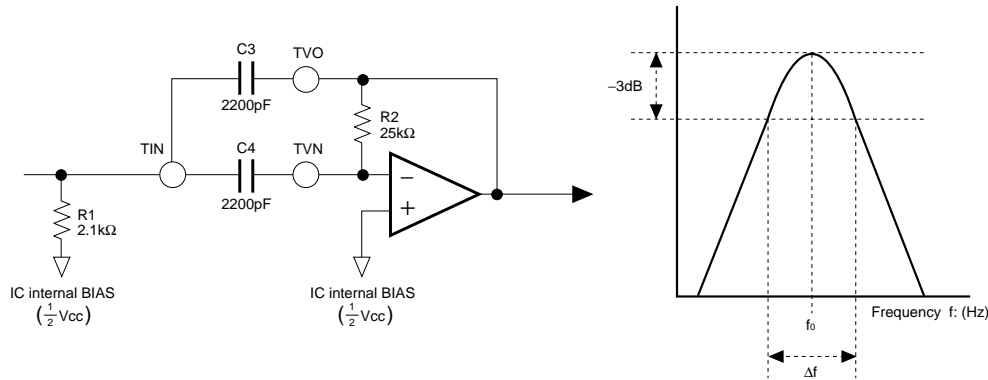 C3
TVO
2200pF
R2
25kΩ
TIN
C4
TVN
2200pF
R1
2.1kΩ
−
+
IC internal BIAS
(1/2 Vcc)
IC internal BIAS
(1/2 Vcc)
−3dB
Frequency f: (Hz)
f0
Δf